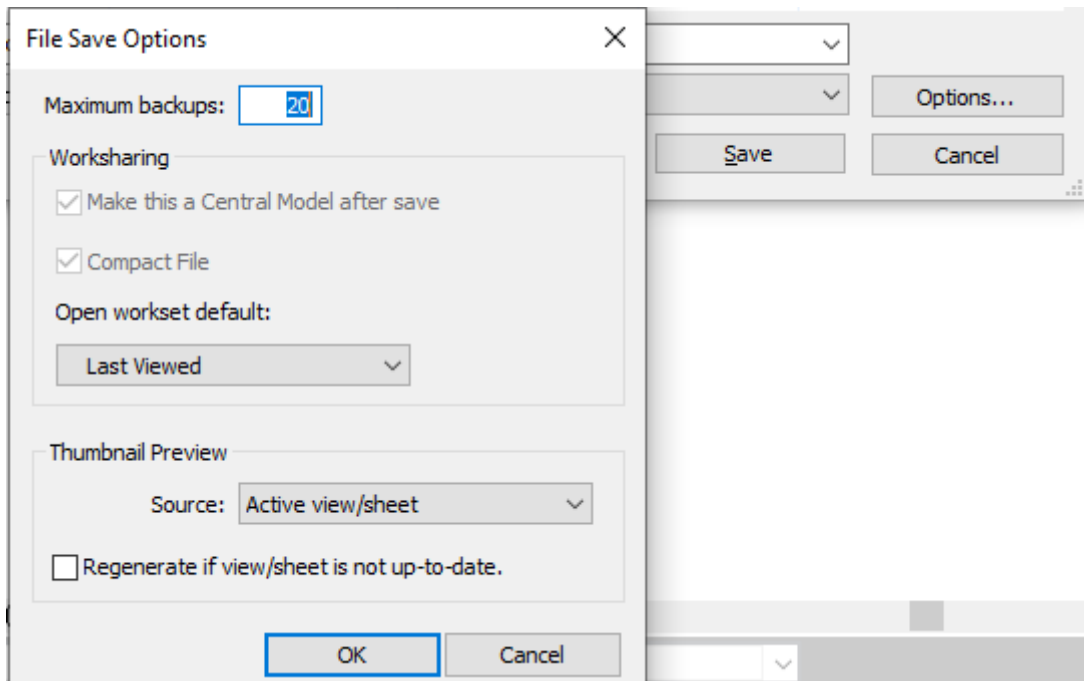 File Save Options
Maximum backups: 20
Options...
Worksharing
Save
Cancel
Make this a Central Model after save
Compact File
Open workset default:
Last Viewed
Thumbnail Preview
Source: Active view/sheet
Regenerate if view/sheet is not up-to-date.
OK
Cancel